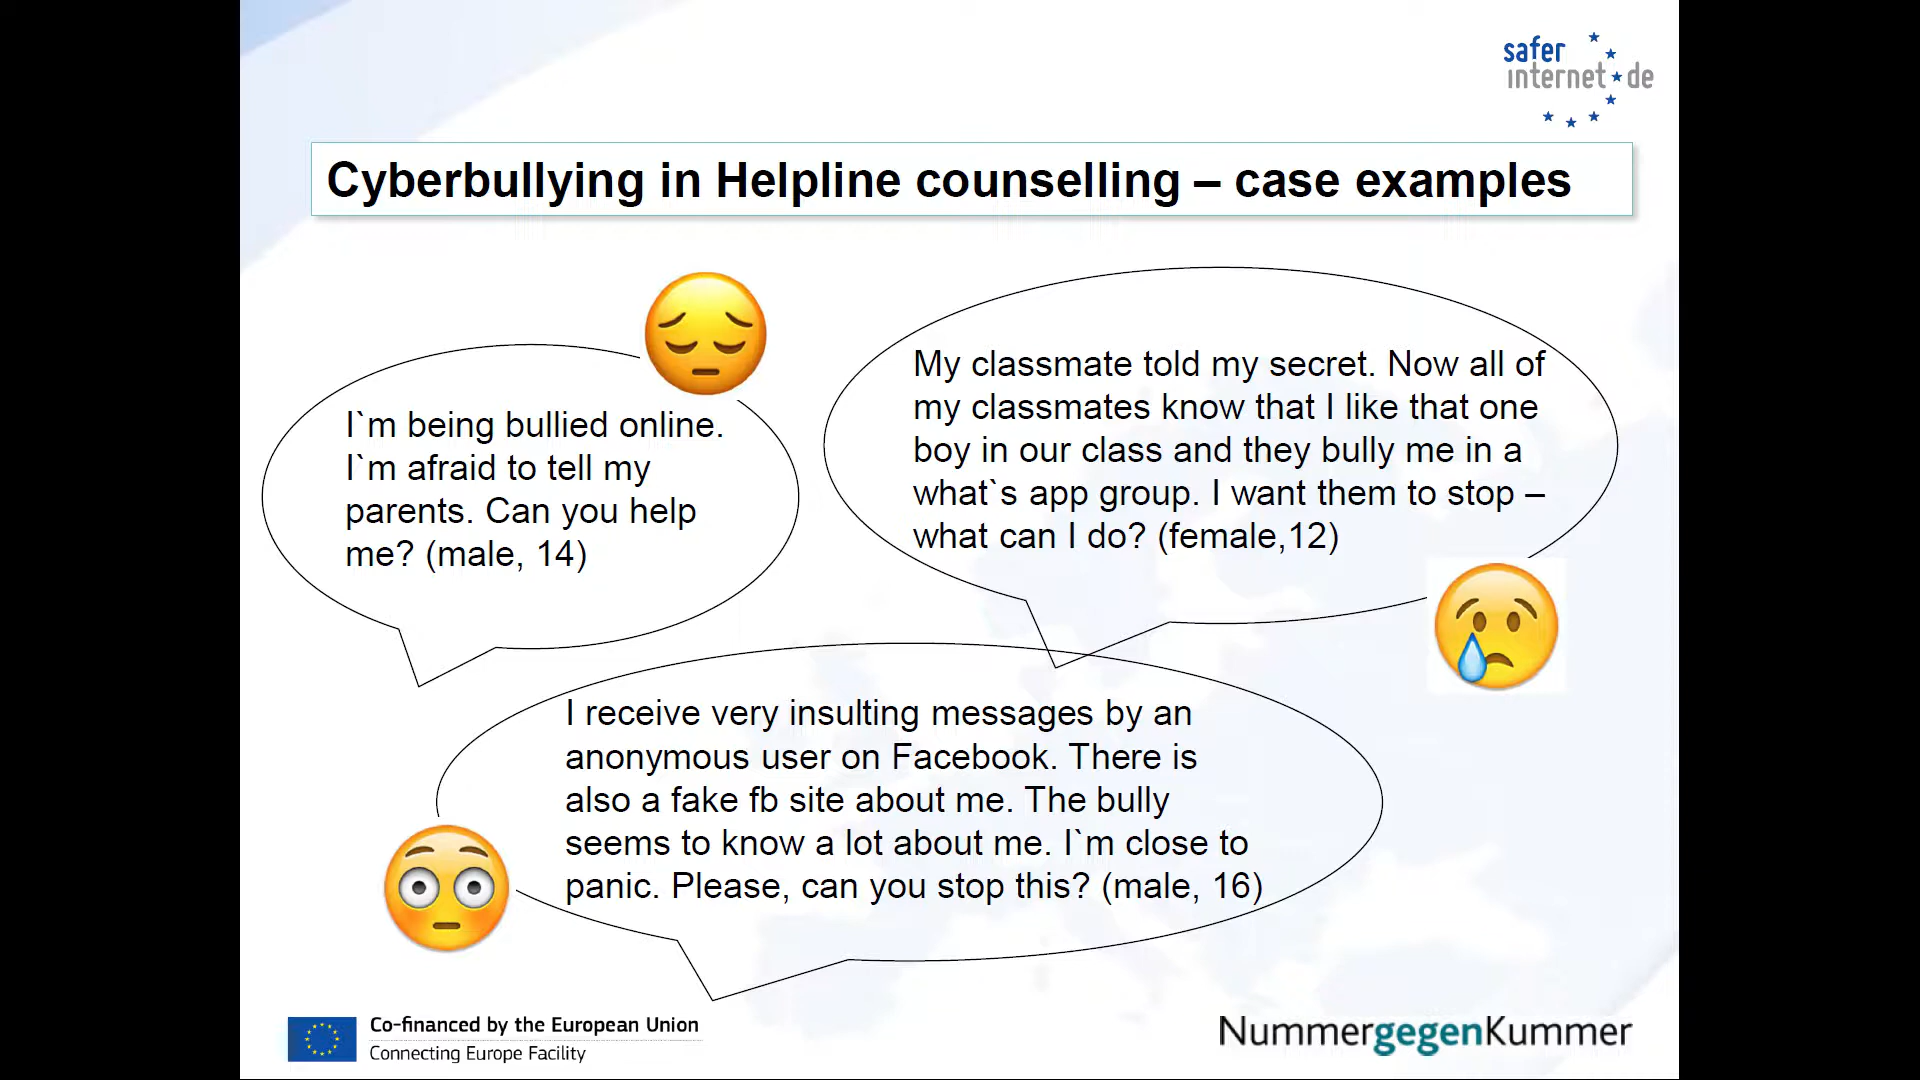 safer
internet de
Cyberbullying in Helpline counselling – case examples
I`m being bullied online.
I`m afraid to tell my
parents. Can you help
me? (male, 14)
My classmate told my secret. Now all of
my classmates know that I like that one
boy in our class and they bully me in a
what`s app group. I want them to stop –
what can I do? (female,12)
I receive very insulting messages by an
anonymous user on Facebook. There is
also a fake fb site about me. The bully
seems to know a lot about me. I`m close to
panic. Please, can you stop this? (male, 16)
Co-financed by the European Union
Connecting Europe Facility
NummergegenKummer